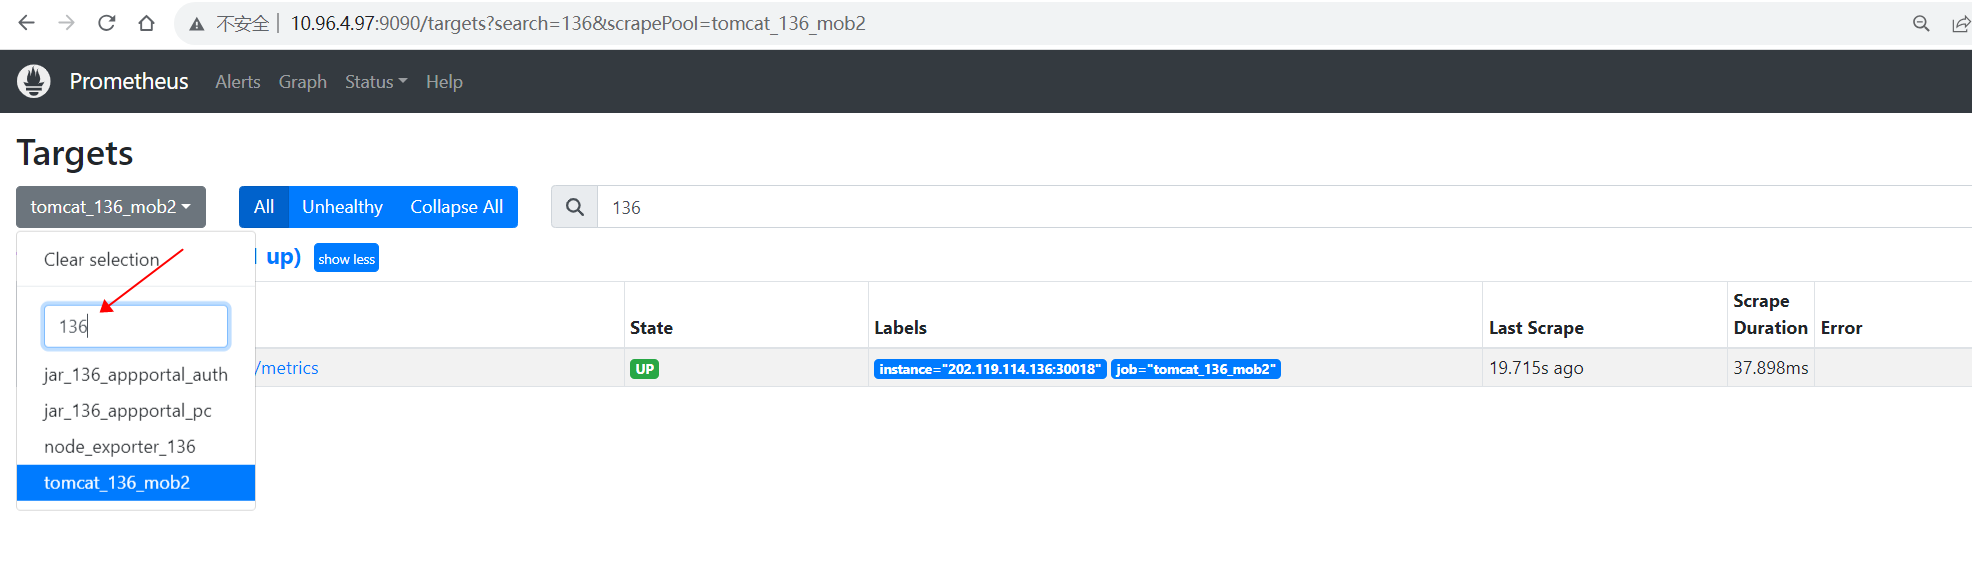 不安全 10.96.4.97:9090/targets?search=136&scrapePool=tomcat_136_mob2
Prometheus Alerts Graph Status Help
Targets
tomcat_136_mob2 All Unhealthy Collapse All 136
Clear selection up) show less
136
State Labels Last Scrape Scrape Duration Error
/metrics UP instance="202.119.114.136:30018" job="tomcat_136_mob2" 19.715s ago 37.898ms
jar_136_appportal_auth
jar_136_appportal_pc
node_exporter_136
tomcat_136_mob2